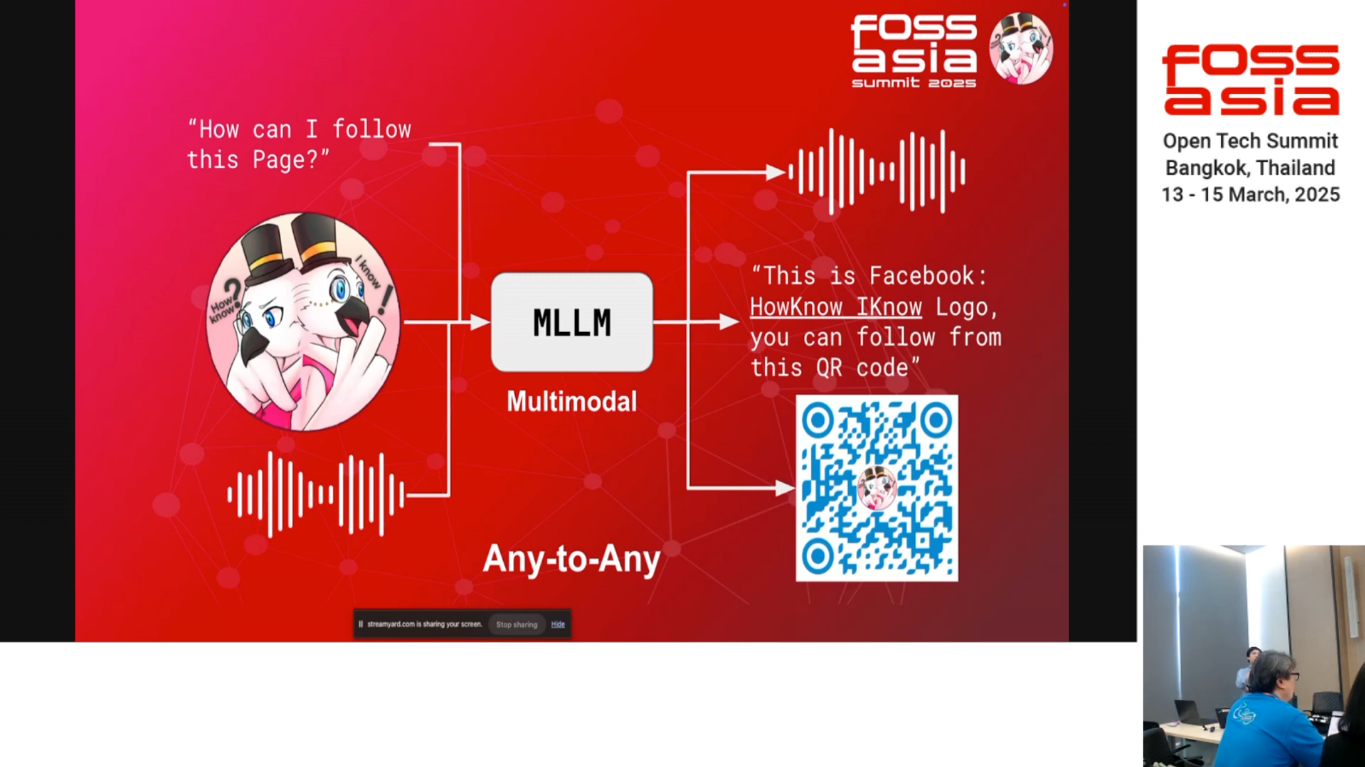 foss
asia
summit 2025
“How can I follow
this Page?”
How?
know
I know!
MLLM
Multimodal
“This is Facebook:
HowKnow IKnow Logo,
you can follow from
this QR code”
Any-to-Any
streamyard.com is sharing your screen.
Stop sharing
Hide
foss
asia
Open Tech Summit
Bangkok, Thailand
13 - 15 March, 2025